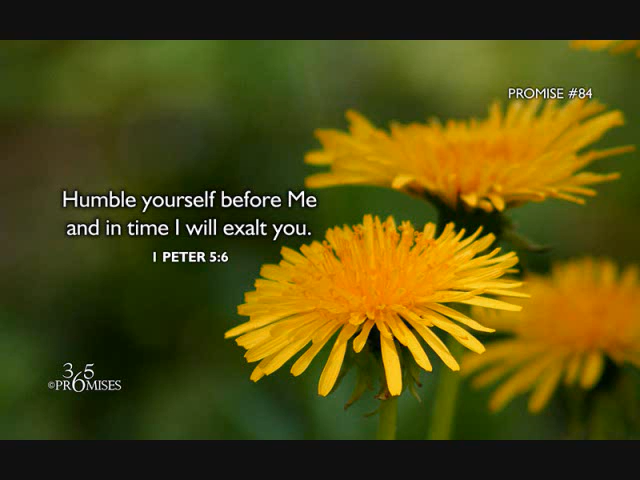 PROMISE #84
Humble yourself before Me
and in time I will exalt you.
1 PETER 5:6
365
©PROMISES